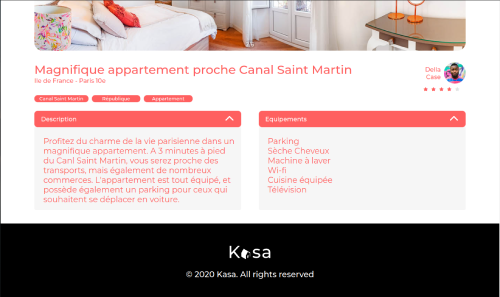 Magnifique appartement proche Canal Saint Martin
Ile de France - Paris 10e
Della
Casa
Canal Saint Martin
République
Appartement
Description
Profitez du charme de la vie parisienne dans un
magnifique appartement. A 3 minutes à pied
du Canl Saint Martin, vous serez proche des
transports, mais également de nombreux
commerces. L'appartement est tout équipé, et
possède également un parking pour ceux qui
souhaitent se déplacer en voiture.
Equipements
Parking
Sèche Cheveux
Machine à laver
Wi-fi
Cuisine équipée
Télévision
Kasa
© 2020 Kasa. All rights reserved